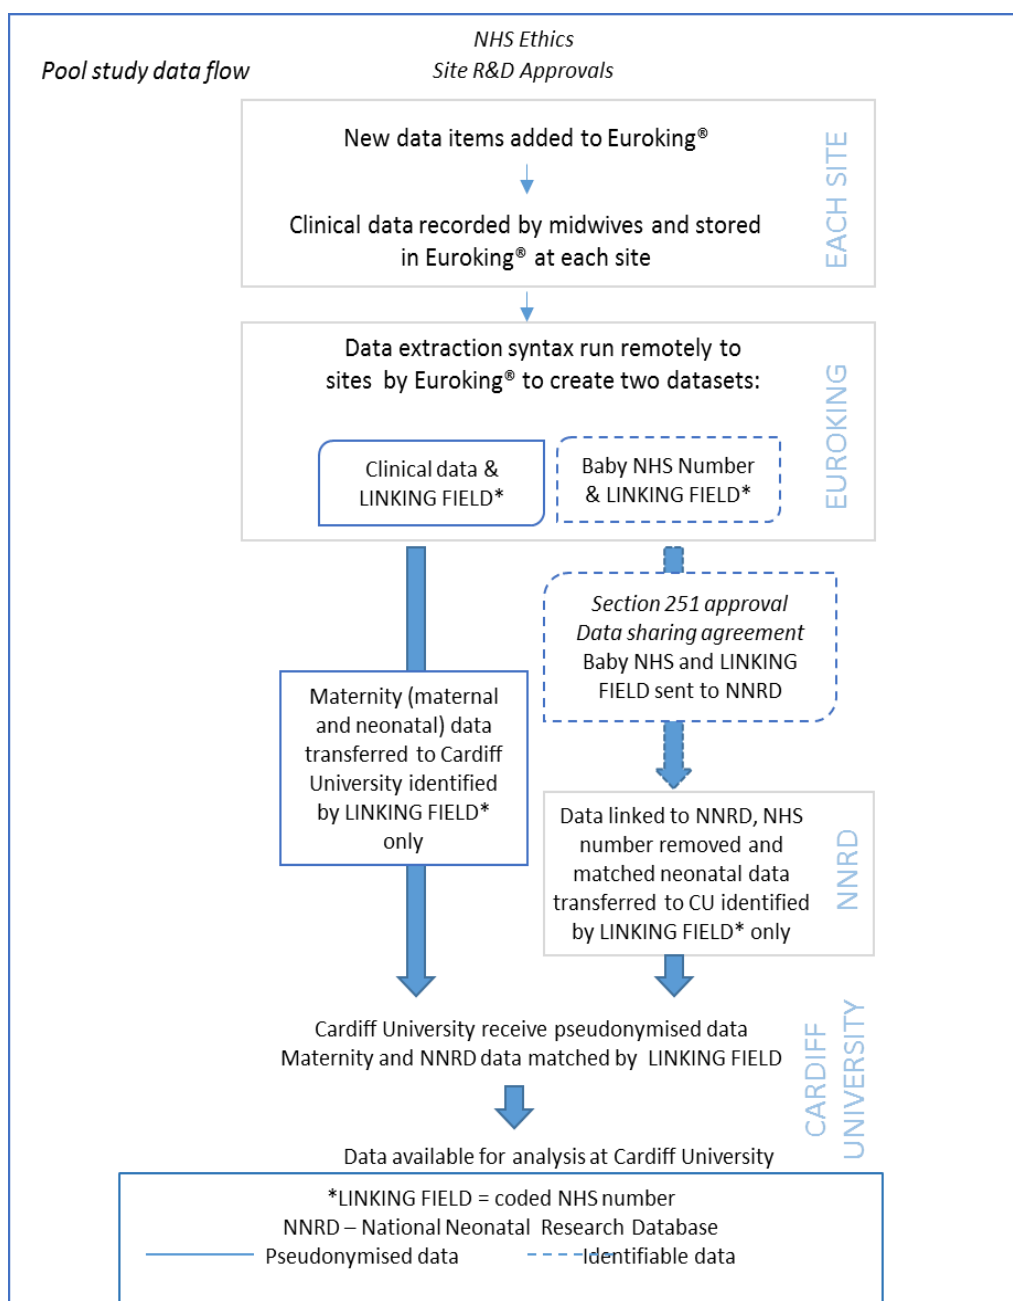 NHS Ethics
Pool study data flow
Site R&D Approvals
New data items added to Euroking®
Clinical data recorded by midwives and stored
in Euroking® at each site
EACH SITE
Data extraction syntax run remotely to
sites by Euroking® to create two datasets:
Clinical data &
LINKING FIELD*
Baby NHS Number
& LINKING FIELD*
EUROKING
Section 251 approval
Data sharing agreement
Baby NHS and LINKING
FIELD sent to NNRD
Maternity (maternal
and neonatal) data
transferred to Cardiff
University identified
by LINKING FIELD*
only
Data linked to NNRD, NHS
number removed and
matched neonatal data
transferred to CU identified
by LINKING FIELD* only
NNRD
Cardiff University receive pseudonymised data
Maternity and NNRD data matched by LINKING FIELD
CARDIFF
UNIVERSITY
Data available for analysis at Cardiff University
*LINKING FIELD = coded NHS number
NNRD – National Neonatal Research Database
Pseudonymised data
Identifiable data